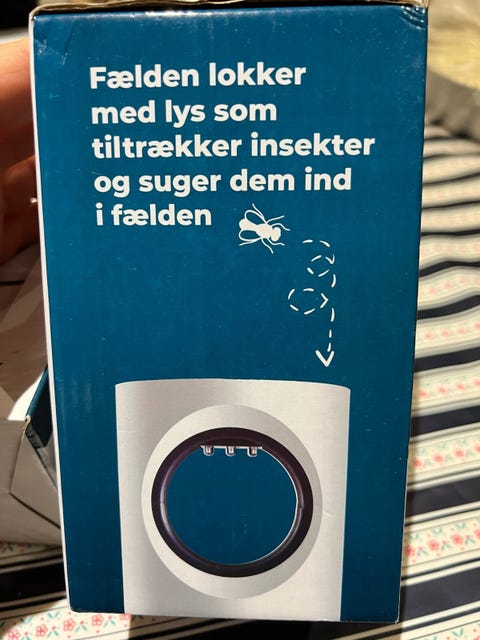 Fælden lokker
med lys som
tiltrækker insekter
og suger dem ind
i fælden